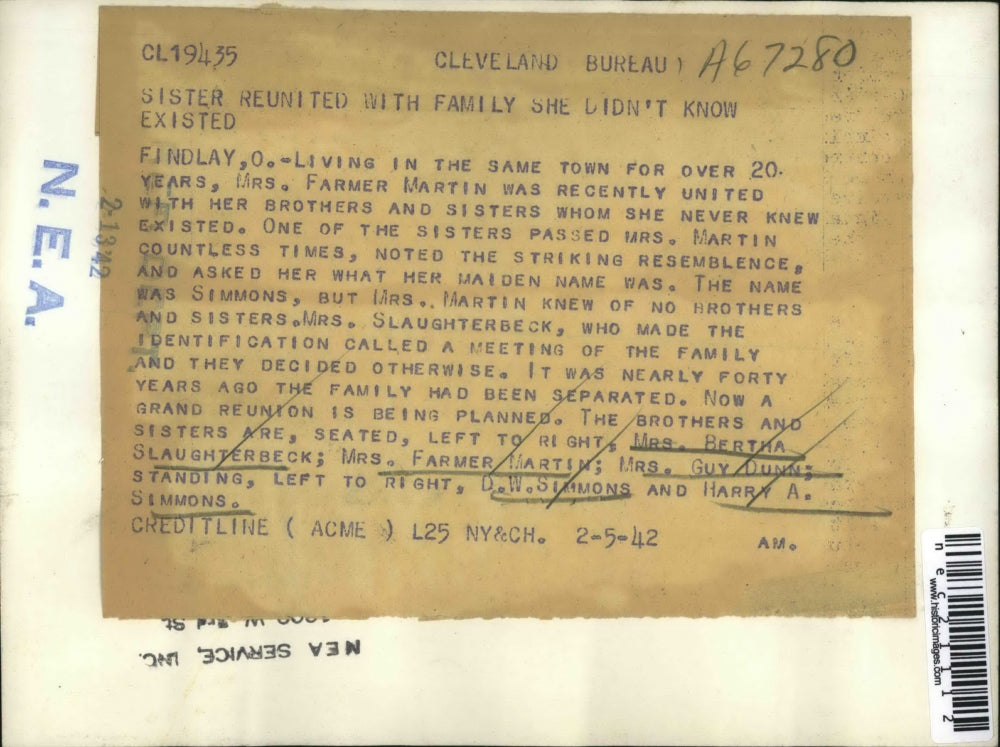 CL19435 CLEVELAND BUREAU) A67280
SISTER REUNITED WITH FAMILY SHE DIDN'T KNOW
EXISTED
FINDLAY,O.-LIVING IN THE SAME TOWN FOR OVER 20.
YEARS, MRS. FARMER MARTIN WAS RECENTLY UNITED
WITH HER BROTHERS AND SISTERS WHOM SHE NEVER KNEW
EXISTED. ONE OF THE SISTERS PASSED MRS. MARTIN
COUNTLESS TIMES, NOTED THE STRIKING RESEMBLENCE,
AND ASKED HER WHAT HER MAIDEN NAME WAS. THE NAME
WAS SIMMONS, BUT MRS.. MARTIN KNEW OF NO BROTHERS
AND SISTERS.MRS. SLAUGHTERBECK, WHO MADE THE
IDENTIFICATION CALLED A MEETING OF THE FAMILY
AND THEY DECIDED OTHERWISE. IT WAS NEARLY FORTY
YEARS AGO THE FAMILY HAD BEEN SEPARATED. NOW A
GRAND REUNION IS BEING PLANNED. THE BROTHERS AND
SISTERS ARE, SEATED, LEFT TO RIGHT, MRS. BERTHA
SLAUGHTERBECK; MRS. FARMER MARTIN; MRS. GUY DUNN;
STANDING, LEFT TO RIGHT, D.W.SIMMONS AND HARRY A.
SIMMONS.
CREDITLINE ( ACME ) L25 NY&CH. 2-5-42 AM.
N.E.A.
2-13-42
NEA SERVICE, INC.
W. 3rd St.
nec21112
www.historicimages.com